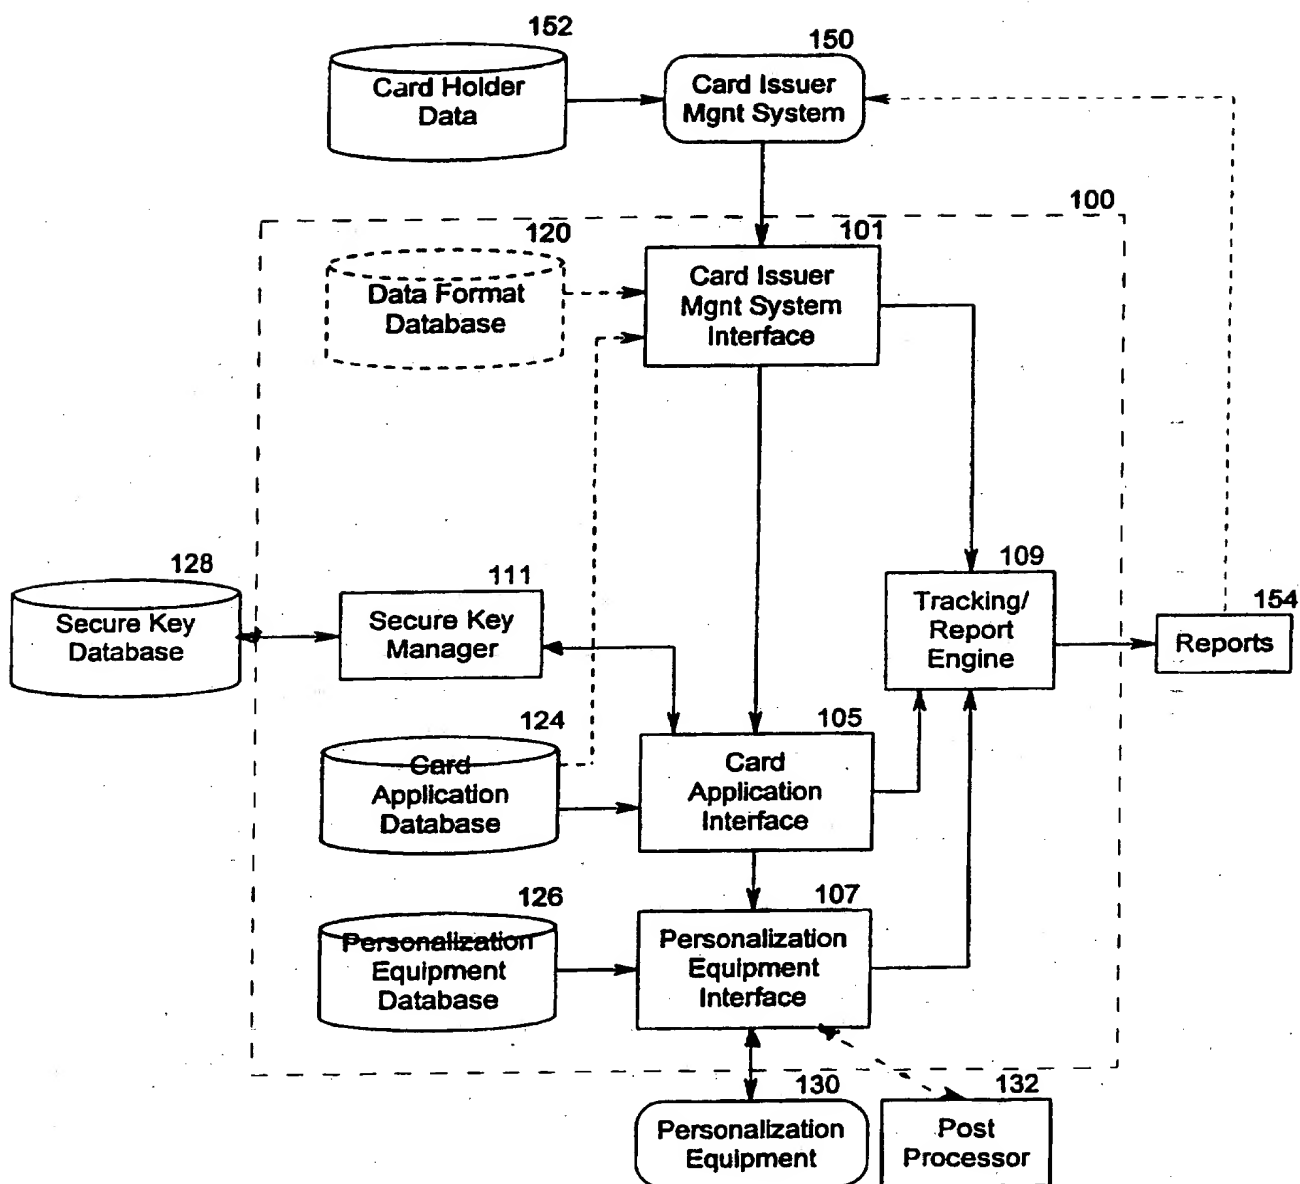 152
150
Card Holder
Data
Card Issuer
Mgnt System
100
120
101
Data Format
Database
Card Issuer
Mgnt System
Interface
128
111
109
Secure Key
Database
Secure Key
Manager
Tracking/
Report
Engine
154
Reports
124
105
Card
Application
Database
Card
Application
Interface
126
107
Personalization
Equipment
Database
Personalization
Equipment
Interface
130
132
Personalization
Equipment
Post
Processor